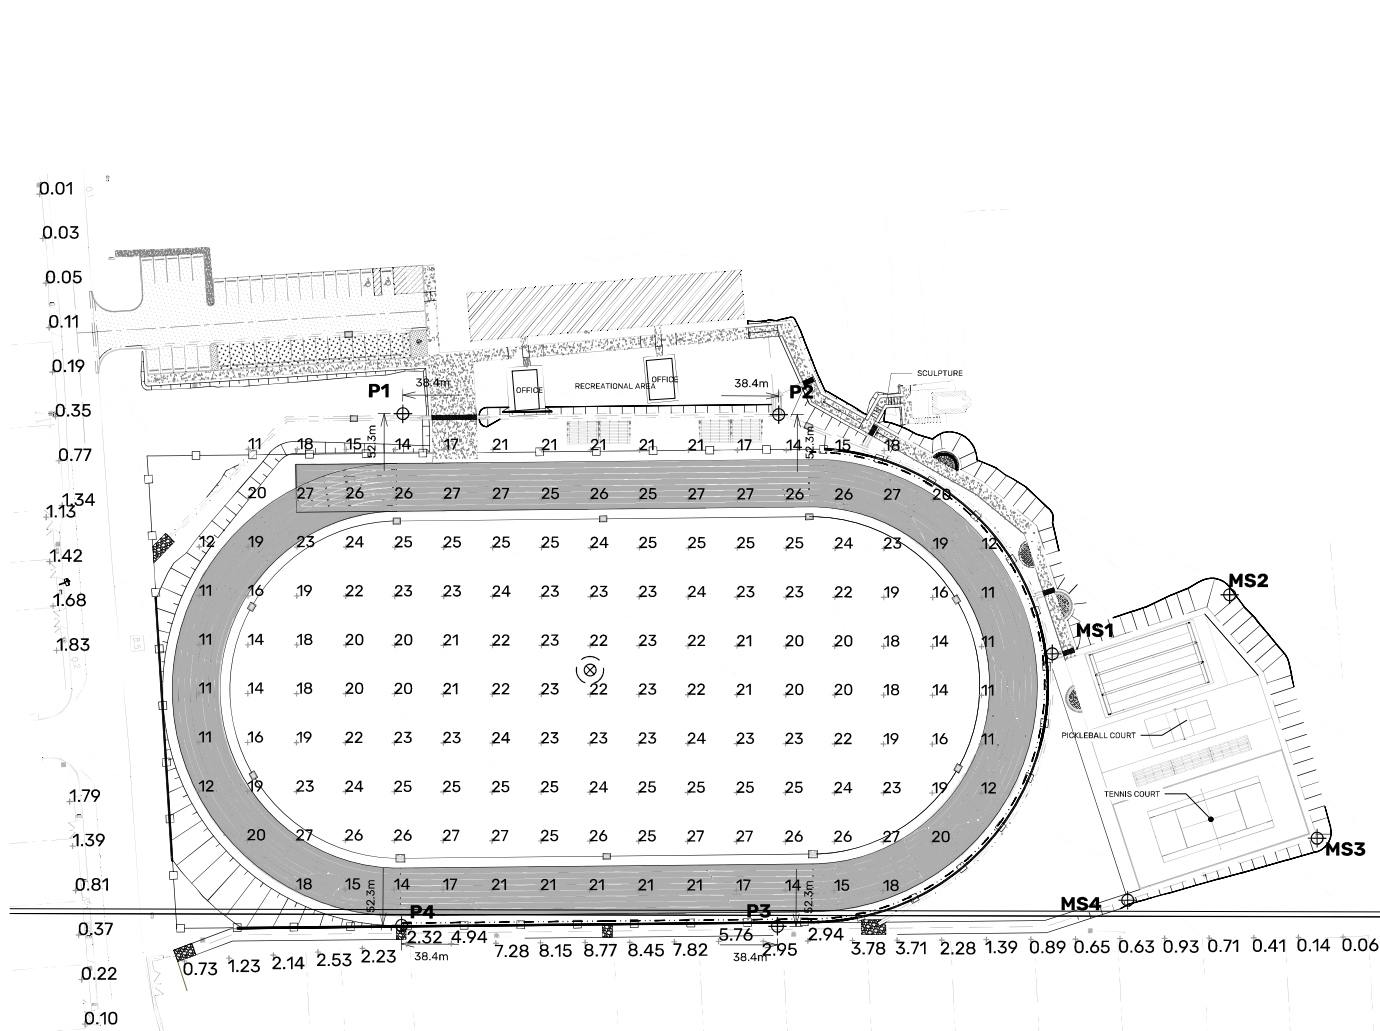 0.01
0.03
0.05
0.11
0.19
0.35
0.77
1.34
1.13
1.42
1.68
1.83
1.79
1.39
0.81
0.37
0.22
0.10
P1
38.4m
OFFICE
RECREATIONAL AREA
OFFICE
38.4m
P2
SCULPTURE
52.3m
52.3m
11 18 15 14 17 21 21 21 21 21 17 14 15 18
20 27 26 26 27 27 25 26 25 27 27 26 26 27 20
12 19 23 24 25 25 25 25 24 25 25 25 25 24 23 19 12
11 16 19 22 23 23 24 23 23 23 24 23 23 22 19 16 11
11 14 18 20 20 21 22 23 22 23 22 21 20 20 18 14 11
11 14 18 20 20 21 22 23 22 23 22 21 20 20 18 14 11
11 16 19 22 23 23 24 23 23 23 24 23 23 22 19 16 11
12 19 23 24 25 25 25 25 24 25 25 25 25 24 23 19 12
20 27 26 26 27 27 25 26 25 27 27 26 26 27 20
18 15 14 17 21 21 21 21 21 17 14 15 18
52.3m
52.3m
MS2
MS1
PICKLEBALL COURT
TENNIS COURT
MS3
MS4
P4
P3
0.73 1.23 2.14 2.53 2.23 2.32 4.94 7.28 8.15 8.77 8.45 7.82 5.76 2.95 2.94 3.78 3.71 2.28 1.39 0.89 0.65 0.63 0.93 0.71 0.41 0.14 0.06
38.4m
38.4m